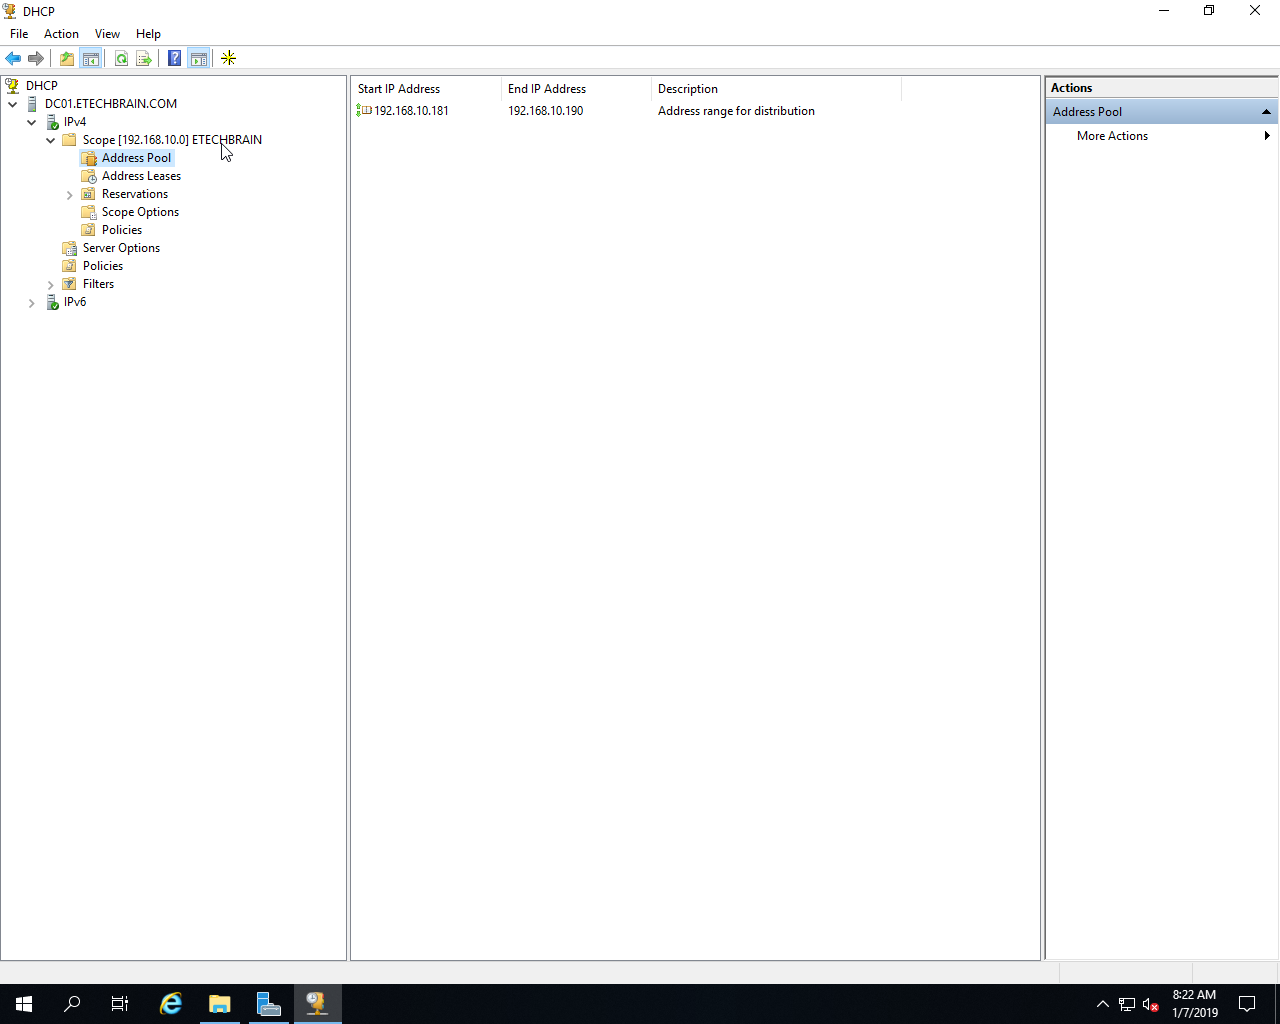 DHCP
File Action View Help
DHCP
DC01.ETECHBRAIN.COM
IPv4
Scope [192.168.10.0] ETECHBRAIN
Address Pool
Address Leases
Reservations
Scope Options
Policies
Server Options
Policies
Filters
IPv6
Start IP Address End IP Address Description
192.168.10.181 192.168.10.190 Address range for distribution
Actions
Address Pool
More Actions
8:22 AM
1/7/2019